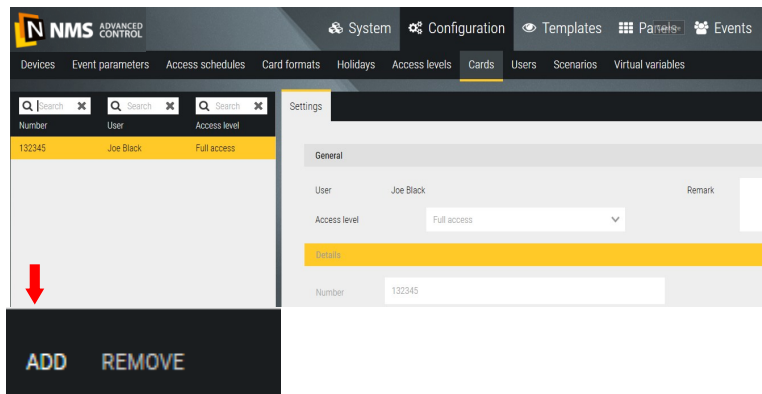 N NMS ADVANCED CONTROL System Configuration Templates Panels Events
Devices Event parameters Access schedules Card formats Holidays Access levels Cards Users Scenarios Virtual variables
Search Search Search Settings
Number User Access level
132345 Joe Black Full access
General
User Joe Black Remark
Access level Full access
Details
Number 132345
ADD REMOVE